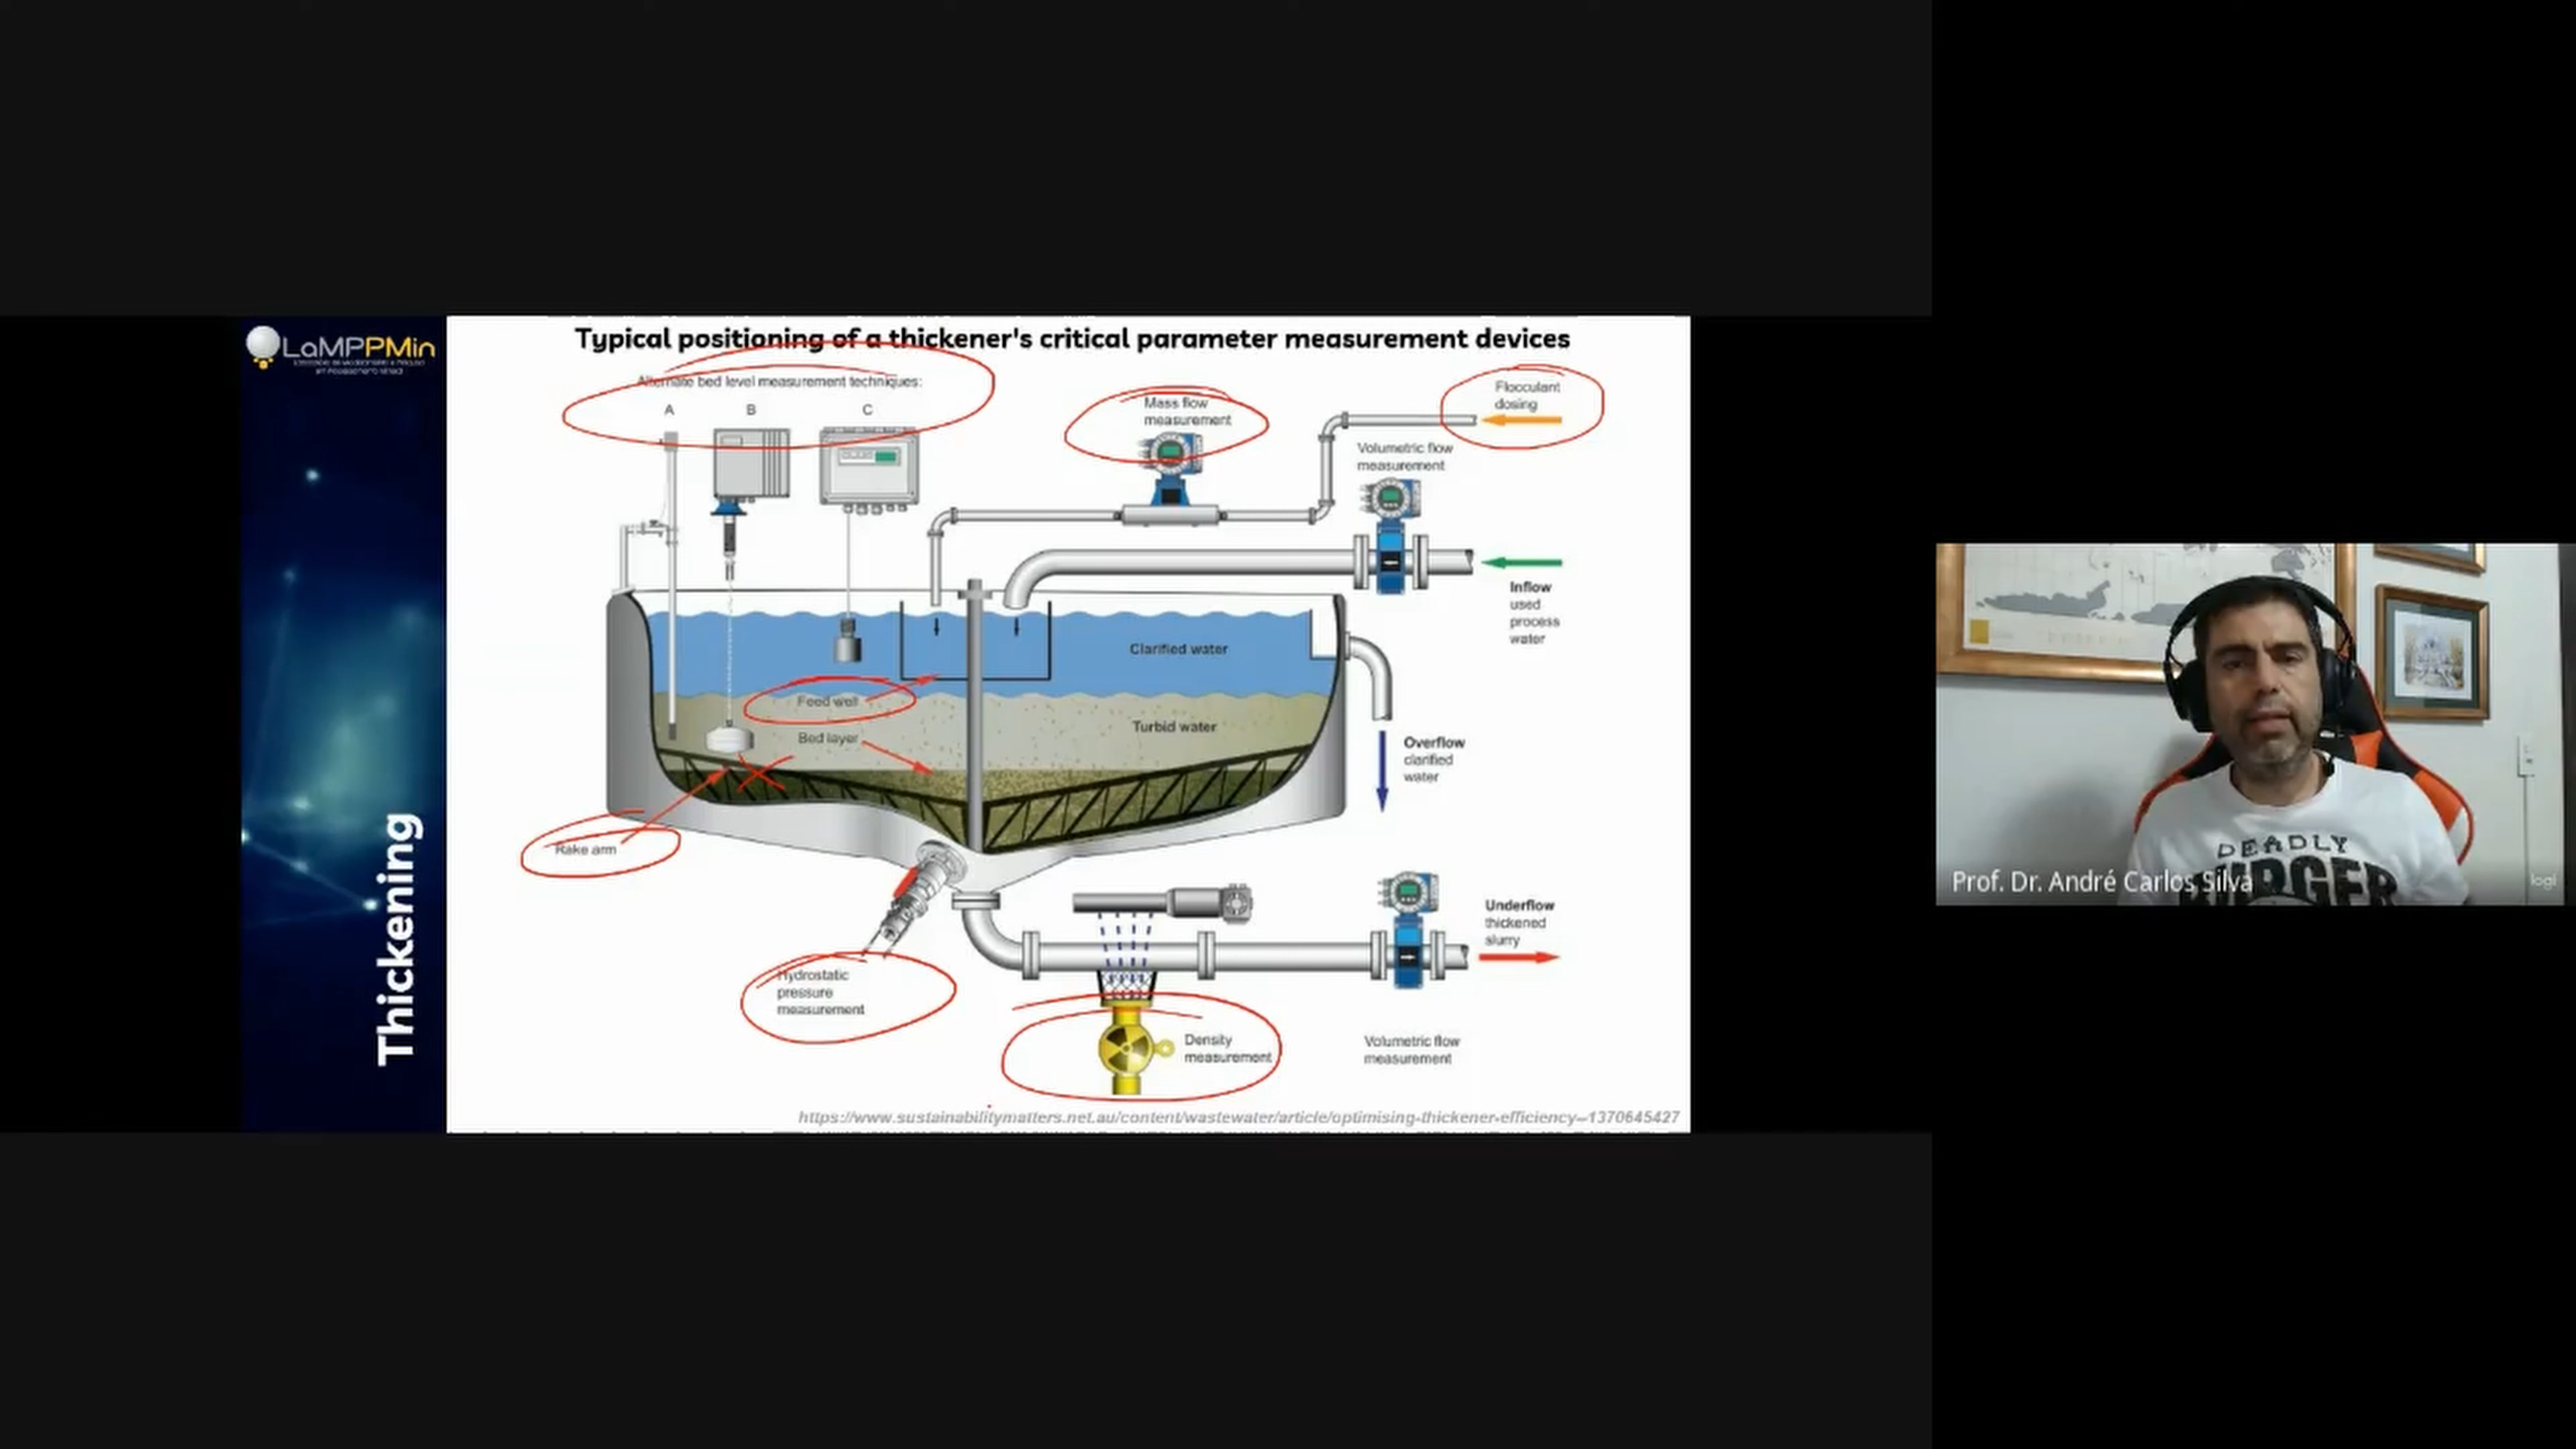 LaMPPMin
Thickening
Typical positioning of a thickener's critical parameter measurement devices
Alternate bed level measurement techniques:
A
B
C
Mass flow
measurement
Flocculant
dosing
Volumetric flow
measurement
Inflow
used
process
water
Clarified water
Feed well
Turbid water
Bed layer
Overflow
clarified
water
Rake arm
Underflow
thickened
slurry
Hydrostatic
pressure
measurement
Density
measurement
Volumetric flow
measurement
https://www.sustainabilitymatters.net.au/content/wastewater/article/optimising-thickener-efficiency--1370645427
DEADLY
Prof. Dr. André Carlos Silva
logi